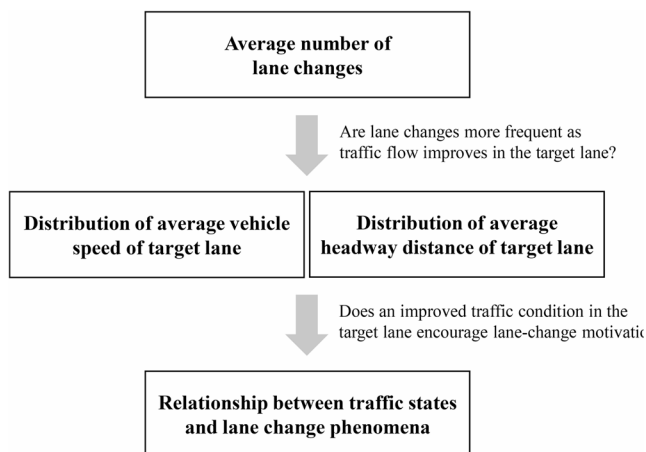 Average number of
lane changes
Are lane changes more frequent as
traffic flow improves in the target lane?
Distribution of average vehicle
speed of target lane
Distribution of average
headway distance of target lane
Does an improved traffic condition in the
target lane encourage lane-change motivatio
Relationship between traffic states
and lane change phenomena